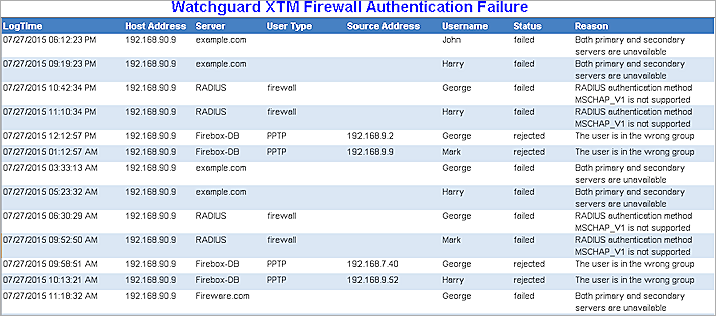 Watchguard XTM Firewall Authentication Failure
LogTime Host Address Server User Type Source Address Username Status Reason
07/27/2015 06:12:23 PM 192.168.90.9 example.com John failed Both primary and secondary
servers are unavailable
07/27/2015 09:19:23 PM 192.168.90.9 example.com Harry failed Both primary and secondary
servers are unavailable
07/27/2015 10:42:34 PM 192.168.90.9 RADIUS firewall George failed RADIUS authentication method
MSCHAP_V1 is not supported
07/27/2015 11:10:34 PM 192.168.90.9 RADIUS firewall Harry failed RADIUS authentication method
MSCHAP_V1 is not supported
07/27/2015 12:12:57 PM 192.168.90.9 Firebox-DB PPTP 192.168.9.2 George rejected The user is in the wrong group
07/27/2015 01:12:57 AM 192.168.90.9 Firebox-DB PPTP 192.168.9.9 Mark rejected The user is in the wrong group
07/27/2015 03:33:13 AM 192.168.90.9 example.com George failed Both primary and secondary
servers are unavailable
07/27/2015 05:23:32 AM 192.168.90.9 example.com Harry failed Both primary and secondary
servers are unavailable
07/27/2015 06:30:29 AM 192.168.90.9 RADIUS firewall George failed RADIUS authentication method
MSCHAP_V1 is not supported
07/27/2015 09:52:50 AM 192.168.90.9 RADIUS firewall Mark failed RADIUS authentication method
MSCHAP_V1 is not supported
07/27/2015 09:58:51 AM 192.168.90.9 Firebox-DB PPTP 192.168.7.40 George rejected The user is in the wrong group
07/27/2015 10:13:21 AM 192.168.90.9 Firebox-DB PPTP 192.168.9.52 Harry rejected The user is in the wrong group
07/27/2015 11:18:32 AM 192.168.90.9 Fireware.com George failed Both primary and secondary
servers are unavailable